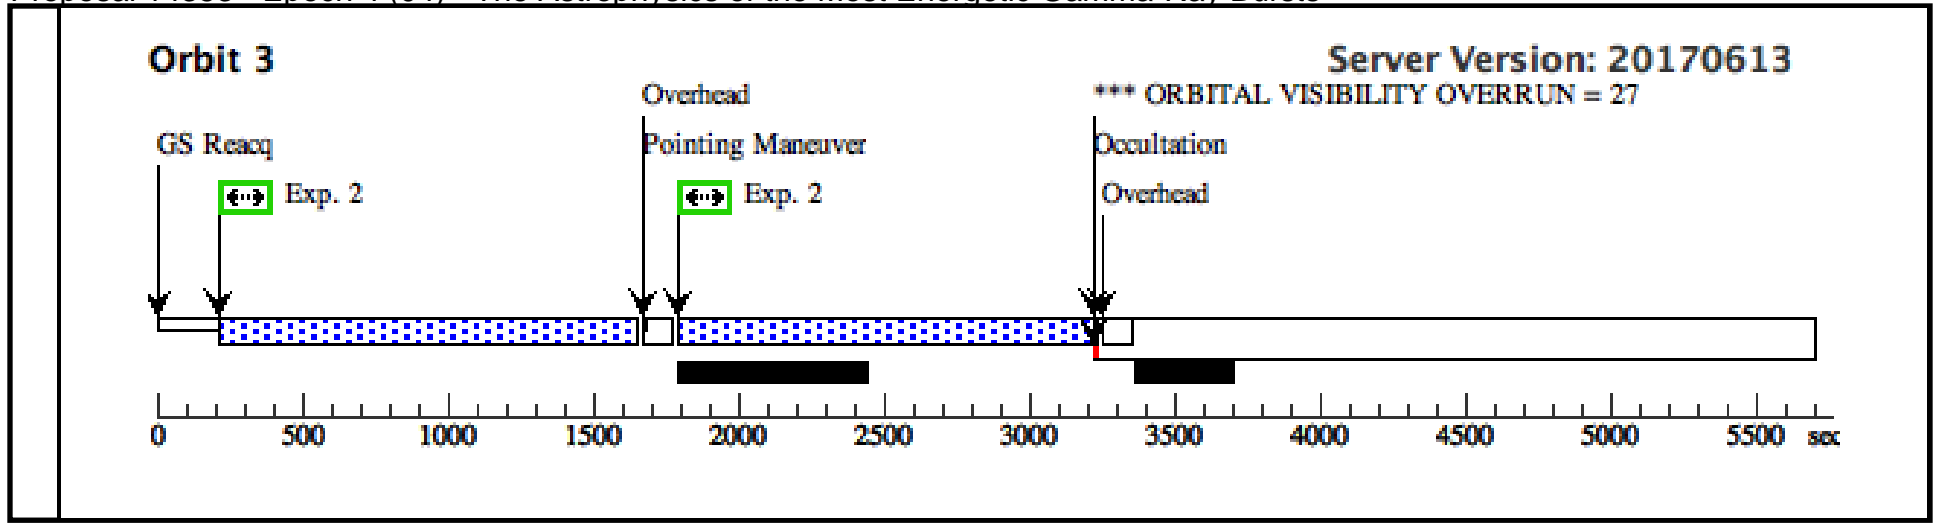 Orbit 3
Server Version: 20170613
Overhead
*** ORBITAL VISIBILITY OVERRUN = 27
GS Reacq
Pointing Maneuver
Occultation
Exp. 2
Exp. 2
Overhead
0 500 1000 1500 2000 2500 3000 3500 4000 4500 5000 5500 sec